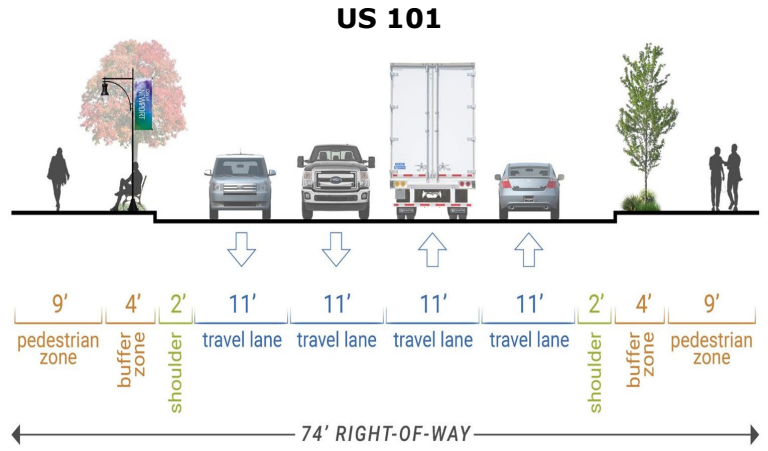 US 101
NEWPORT
9’ 4’ 2’ 11’ 11’ 11’ 11’ 2’ 4’ 9’
pedestrian zone
buffer zone
shoulder
travel lane
travel lane
travel lane
travel lane
shoulder
buffer zone
pedestrian zone
74’ RIGHT-OF-WAY